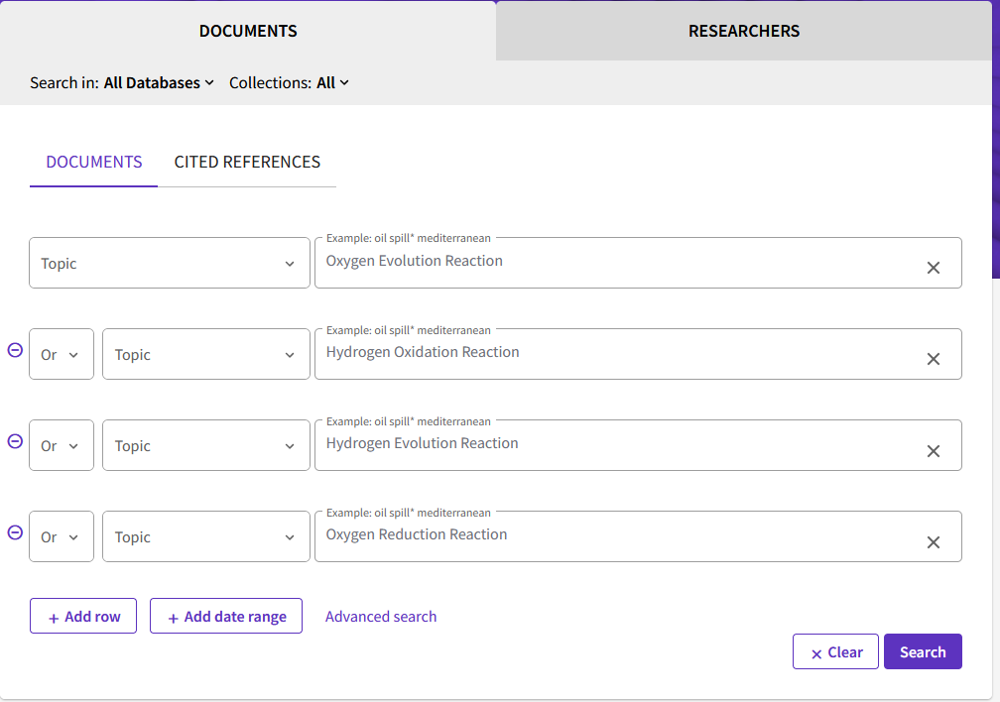 DOCUMENTS RESEARCHERS
Search in: All Databases Collections: All
DOCUMENTS CITED REFERENCES
Example: oil spill* mediterranean
Topic Oxygen Evolution Reaction
Example: oil spill* mediterranean
Or Topic Hydrogen Oxidation Reaction
Example: oil spill* mediterranean
Or Topic Hydrogen Evolution Reaction
Example: oil spill* mediterranean
Or Topic Oxygen Reduction Reaction
+ Add row + Add date range Advanced search
× Clear Search